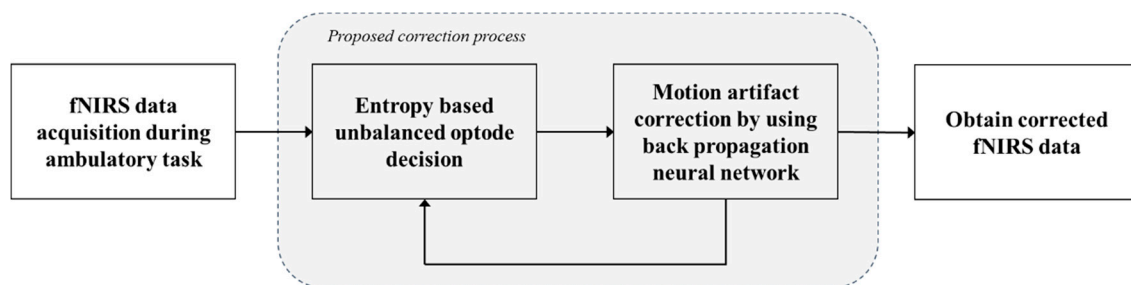 Proposed correction process
fNIRS data
acquisition during
ambulatory task
Entropy based
unbalanced optode
decision
Motion artifact
correction by using
back propagation
neural network
Obtain corrected
fNIRS data